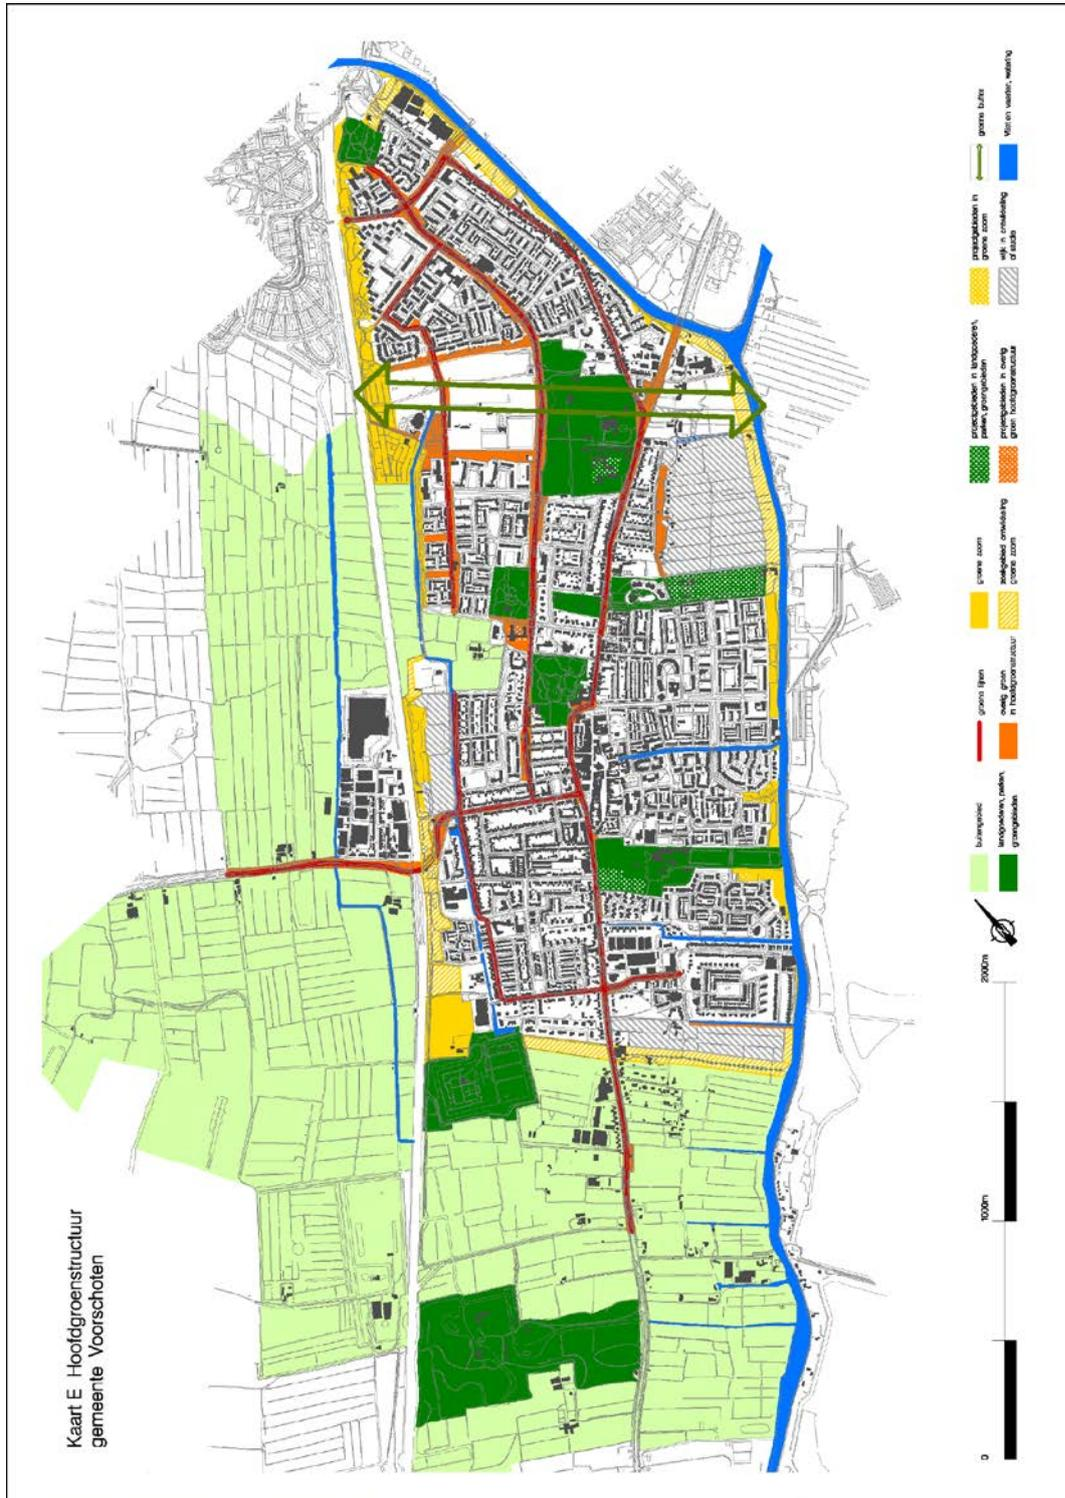 Kaart E Hoofdgroenstructuur
gemeente Voorschoten
0
1000m
2000m
buitengebied
landgoederen, parken,
groengebieden
groene lijnen
overig groen
in hoofdgroenstructuur
groene zoom
zoekgebied ontwikkeling
groene zoom
projectgebieden in landgoederen,
parken, groengebieden
projectgebieden in overig
groen hoofdgroenstructuur
projectgebieden in
groene zoom
wijk in ontwikkeling
of studie
groene buffer
Vliet en vaarten, watering